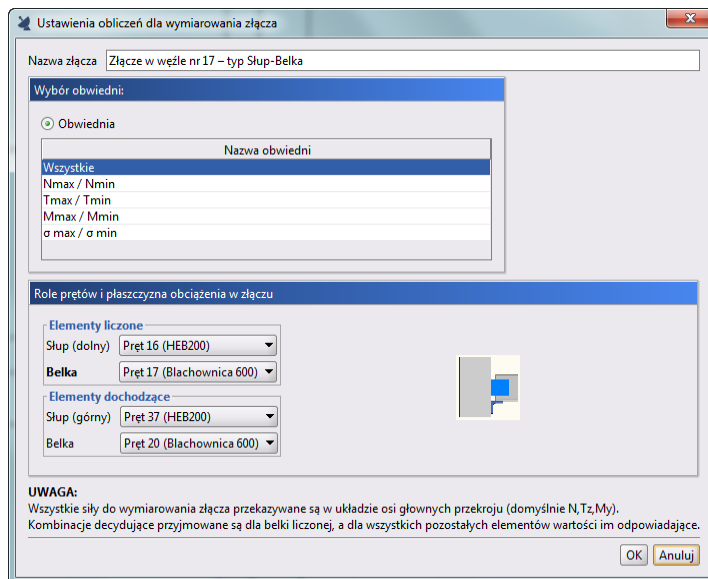 Ustawienia obliczeń dla wymiarowania złącza
Nazwa złącza Złącze w węźle nr 17 – typ Słup-Belka
Wybór obwiedni:
Obwiednia
Nazwa obwiedni
Wszystkie
Nmax / Nmin
Tmax / Tmin
Mmax / Mmin
σ max / σ min
Role prętów i płaszczyzna obciążenia w złączu
Elementy liczone
Słup (dolny) Pręt 16 (HEB200)
Belka Pręt 17 (Blachownica 600)
Elementy dochodzące
Słup (górny) Pręt 37 (HEB200)
Belka Pręt 20 (Blachownica 600)
UWAGA:
Wszystkie siły do wymiarowania złącza przekazywane są w układzie osi głownych przekroju (domyślnie N,Tz,My).
Kombinacje decydujące przyjmowane są dla belki liczonej, a dla wszystkich pozostałych elementów wartości im odpowiadające.
OK Anuluj